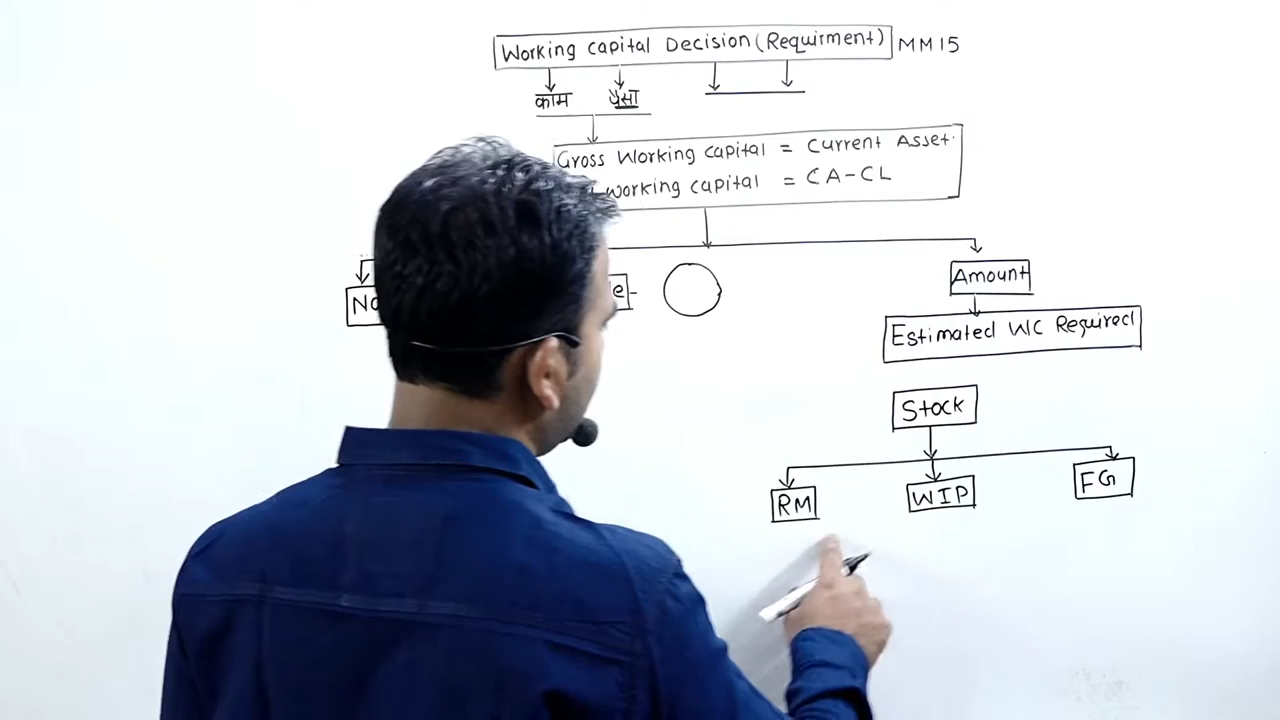 Working Capital Decision (Requirment) MM15
काम पैसा
Gross Working Capital = Current Asset.
working capital = CA-CL
Amount
Estimated WC Required
Stock
RM WIP FG